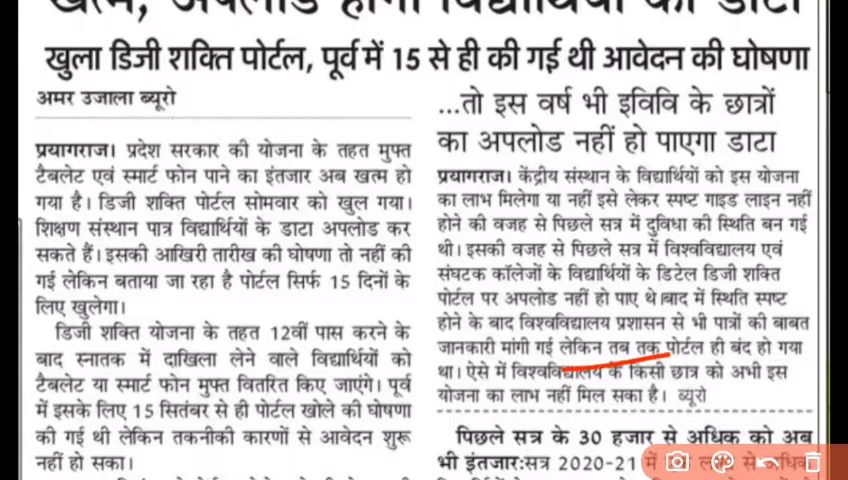 खत्म, अपलोड होगा विद्यार्थियों का डाटा
खुला डिजी शक्ति पोर्टल, पूर्व में 15 से ही की गई थी आवेदन की घोषणा
अमर उजाला ब्यूरो
प्रयागराज। प्रदेश सरकार की योजना के तहत मुफ्त
टैबलेट एवं स्मार्ट फोन पाने का इंतजार अब खत्म हो
गया है। डिजी शक्ति पोर्टल सोमवार को खुल गया।
शिक्षण संस्थान पात्र विद्यार्थियों के डाटा अपलोड कर
सकते हैं। इसकी आखिरी तारीख की घोषणा तो नहीं की
गई लेकिन बताया जा रहा है पोर्टल सिर्फ 15 दिनों के
लिए खुलेगा।
डिजी शक्ति योजना के तहत 12वीं पास करने के
बाद स्नातक में दाखिला लेने वाले विद्यार्थियों को
टैबलेट या स्मार्ट फोन मुफ्त वितरित किए जाएंगे। पूर्व
में इसके लिए 15 सितंबर से ही पोर्टल खोले की घोषणा
की गई थी लेकिन तकनीकी कारणों से आवेदन शुरू
नहीं हो सका।
...तो इस वर्ष भी इविवि के छात्रों
का अपलोड नहीं हो पाएगा डाटा
प्रयागराज। केंद्रीय संस्थान के विद्यार्थियों को इस योजना
का लाभ मिलेगा या नहीं इसे लेकर स्पष्ट गाइड लाइन नहीं
होने की वजह से पिछले सत्र में दुविधा की स्थिति बन गई
थी। इसकी वजह से पिछले सत्र में विश्वविद्यालय एवं
संघटक कॉलेजों के विद्यार्थियों के डिटेल डिजी शक्ति
पोर्टल पर अपलोड नहीं हो पाए थे।बाद में स्थिति स्पष्ट
होने के बाद विश्वविद्यालय प्रशासन से भी पात्रों की बाबत
जानकारी मांगी गई लेकिन तब तक पोर्टल ही बंद हो गया
था। ऐसे में विश्वविद्यालय के किसी छात्र को अभी इस
योजना का लाभ नहीं मिल सका है। ब्यूरो
पिछले सत्र के 30 हजार से अधिक को अब
भी इंतजार:सत्र 2020-21 में